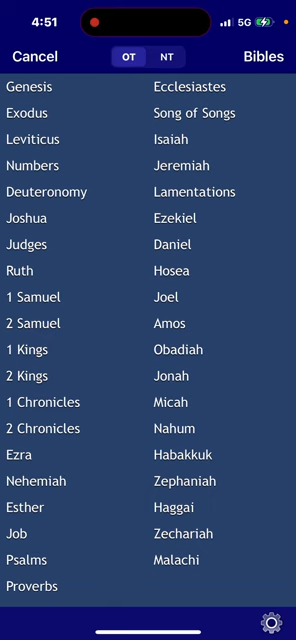 4:51
5G
Cancel
OT
NT
Bibles
Genesis
Exodus
Leviticus
Numbers
Deuteronomy
Joshua
Judges
Ruth
1 Samuel
2 Samuel
1 Kings
2 Kings
1 Chronicles
2 Chronicles
Ezra
Nehemiah
Esther
Job
Psalms
Proverbs
Ecclesiastes
Song of Songs
Isaiah
Jeremiah
Lamentations
Ezekiel
Daniel
Hosea
Joel
Amos
Obadiah
Jonah
Micah
Nahum
Habakkuk
Zephaniah
Haggai
Zechariah
Malachi